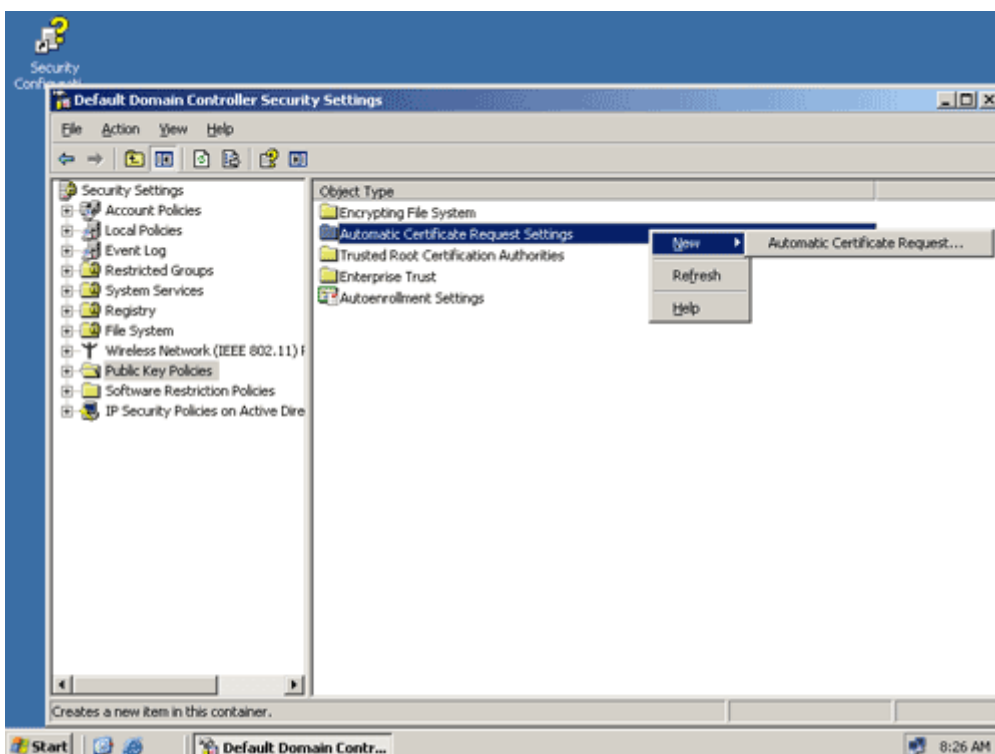 Security
Default Domain Controller Security Settings
File Action View Help
Security Settings
Account Policies
Local Policies
Event Log
Restricted Groups
System Services
Registry
File System
Wireless Network (IEEE 802.11) P
Public Key Policies
Software Restriction Policies
IP Security Policies on Active Dire
Object Type
Encrypting File System
Automatic Certificate Request Settings
Trusted Root Certification Authorities
Enterprise Trust
Autoenrollment Settings
New
Refresh
Help
Automatic Certificate Request...
Creates a new item in this container.
Start
Default Domain Contr...
8:26 AM